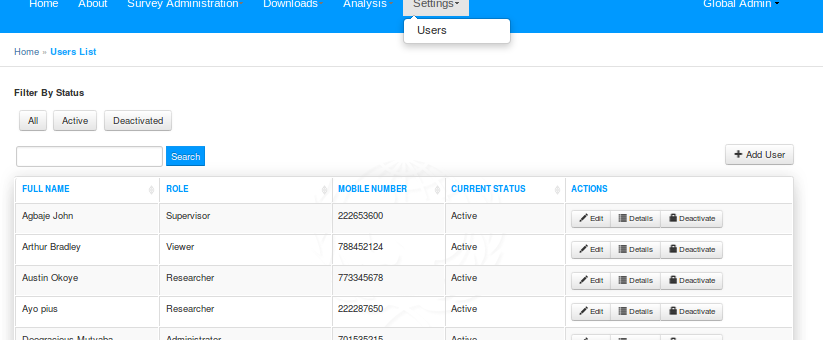 Home About Survey Administration Downloads Analysis Settings Global Admin
Users
Home » Users List
Filter By Status
All Active Deactivated
Search Add User
FULL NAME ROLE MOBILE NUMBER CURRENT STATUS ACTIONS
Agbaje John Supervisor 222653600 Active Edit Details Deactivate
Arthur Bradley Viewer 788452124 Active Edit Details Deactivate
Austin Okoye Researcher 773345678 Active Edit Details Deactivate
Ayo pius Researcher 222287650 Active Edit Details Deactivate
Deogracious Mutyaba Administrator 701535215 Active